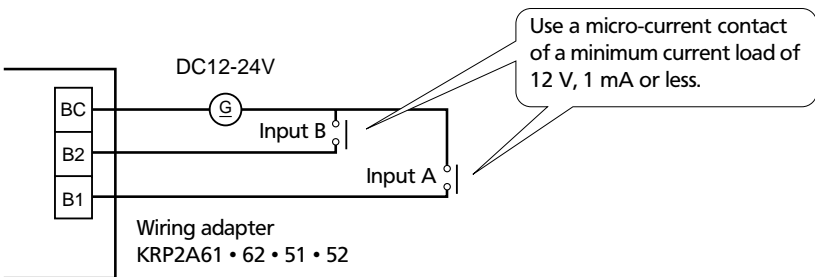 Use a micro-current contact
of a minimum current load of
12 V, 1 mA or less.
DC12-24V
BC
G
Input B
B2
Input A
B1
Wiring adapter
KRP2A61 • 62 • 51 • 52